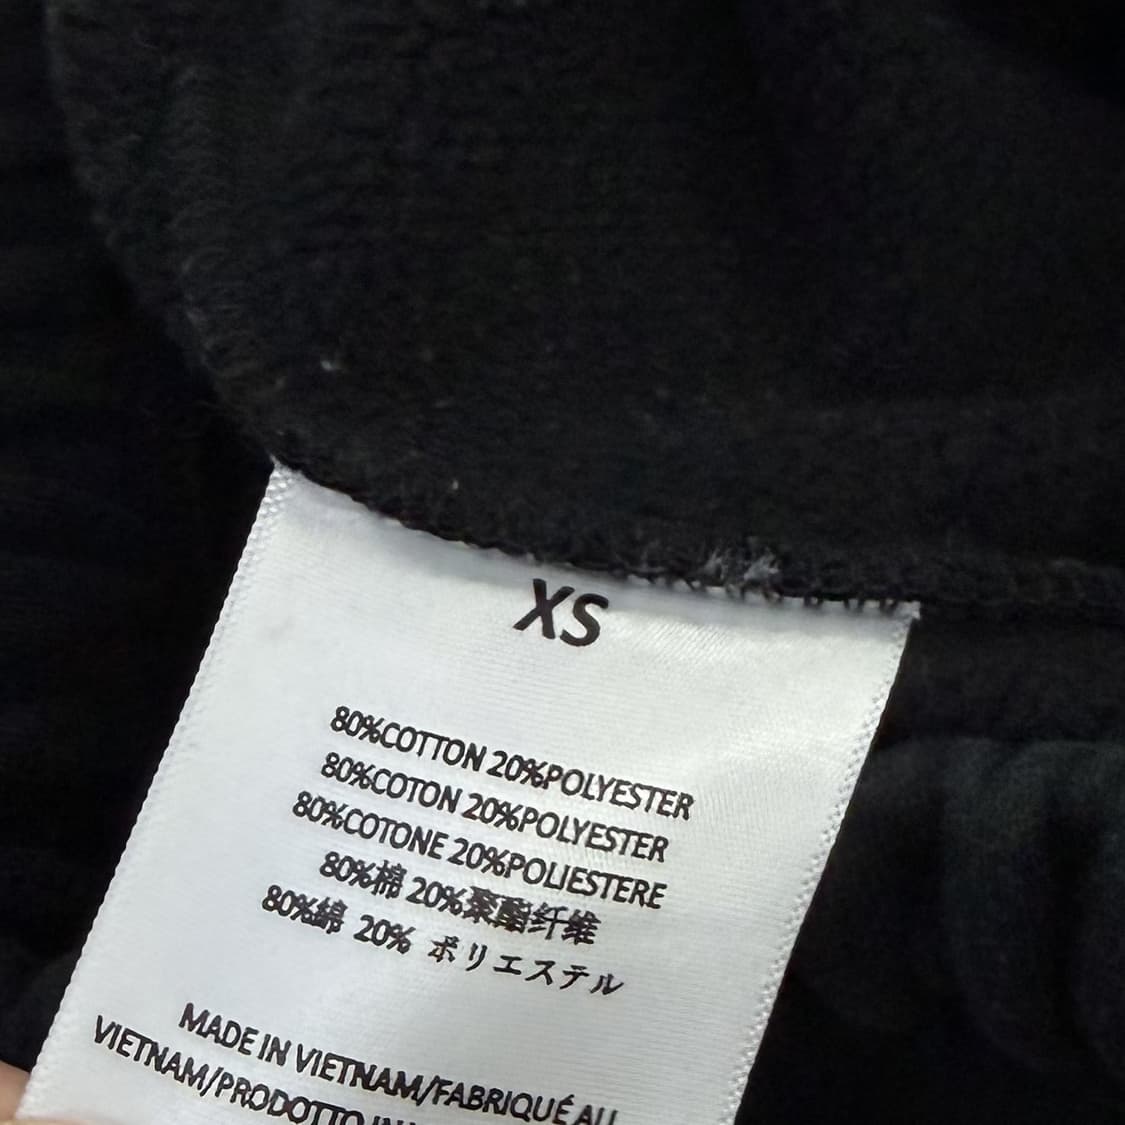 XS
80%COTTON 20%POLYESTER
80%COTON 20%POLYESTER
80%COTONE 20%POLIESTERE
80%棉 20%聚酯纤维
80%綿 20% ポリエステル
MADE IN VIETNAM/FABRIQUÉ AU
VIETNAM/PRODOTTO IN